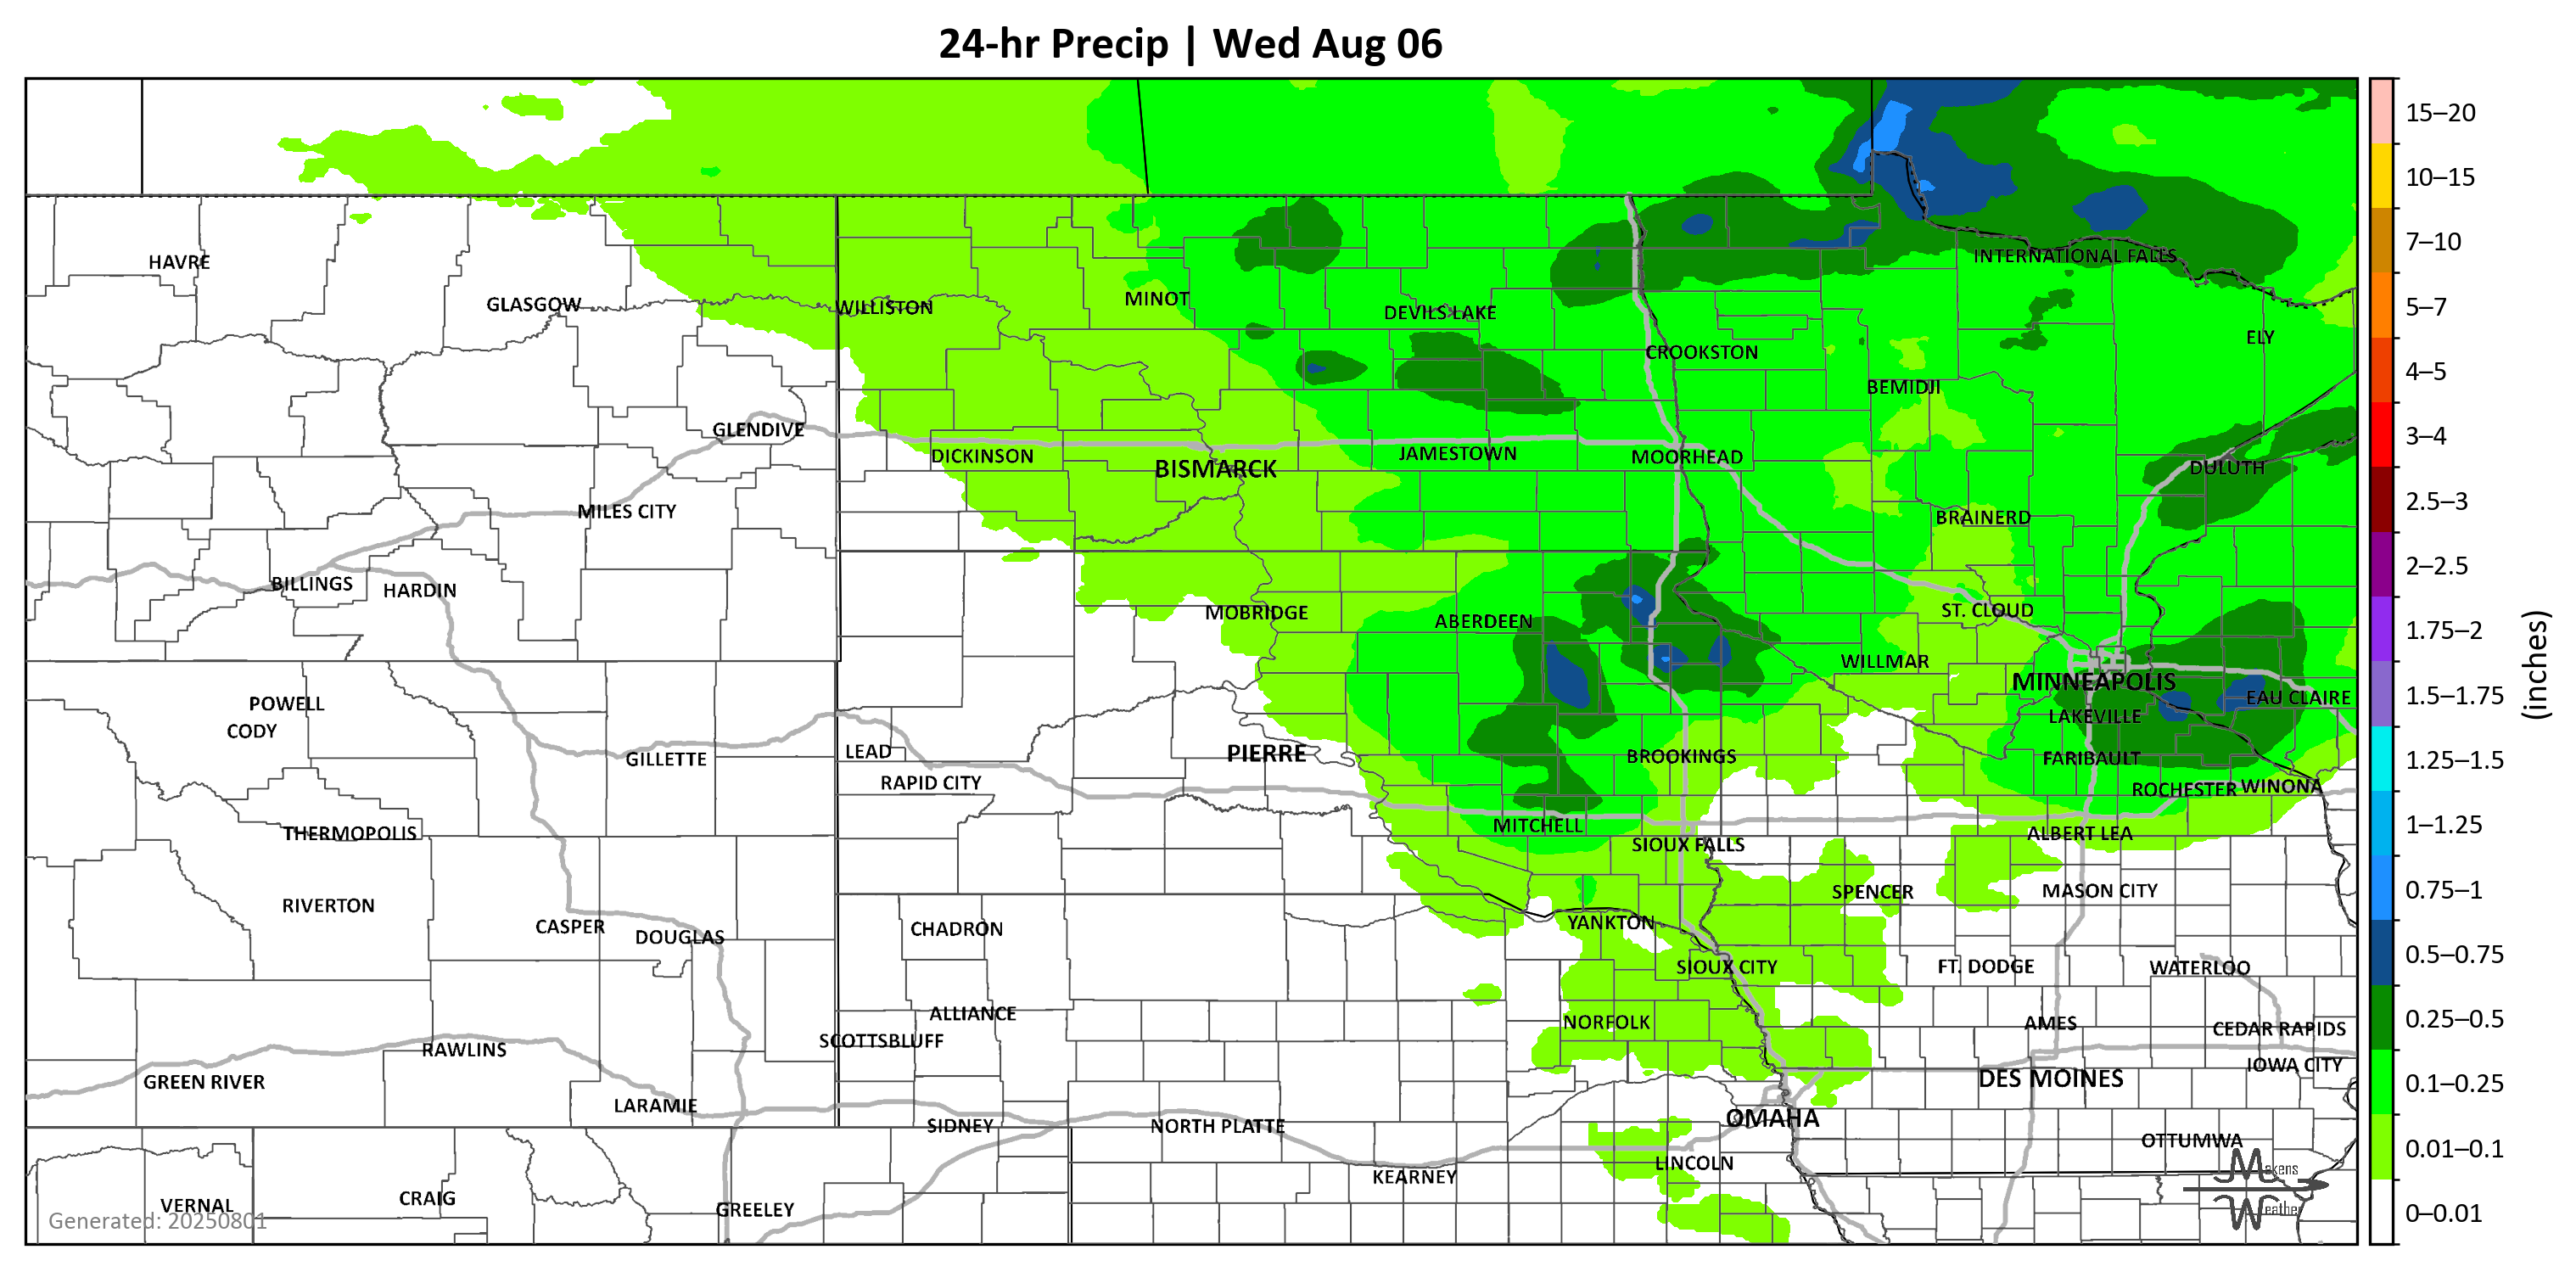 24-hr Precip | Wed Aug 06
15–20
10–15
7–10
5–7
4–5
3–4
2.5–3
2–2.5
1.75–2
1.5–1.75
1.25–1.5
1–1.25
0.75–1
0.5–0.75
0.25–0.5
0.1–0.25
0.01–0.1
0–0.01
(inches)
HAVRE
INTERNATIONAL FALLS
GLASGOW
WILLISTON
MINOT
DEVILS LAKE
ELY
CROOKSTON
BEMIDJI
GLENDIVE
DICKINSON
BISMARCK
JAMESTOWN
MOORHEAD
DULUTH
MILES CITY
BRAINERD
BILLINGS
HARDIN
MOBRIDGE
ABERDEEN
ST. CLOUD
WILLMAR
MINNEAPOLIS
EAU CLAIRE
POWELL
CODY
LAKEVILLE
GILLETTE
LEAD
PIERRE
BROOKINGS
FARIBAULT
RAPID CITY
ROCHESTER
WINONA
THERMOPOLIS
MITCHELL
ALBERT LEA
SIOUX FALLS
RIVERTON
SPENCER
MASON CITY
CASPER
DOUGLAS
CHADRON
YANKTON
SIOUX CITY
FT. DODGE
WATERLOO
ALLIANCE
NORFOLK
AMES
CEDAR RAPIDS
SCOTTSBLUFF
RAWLINS
IOWA CITY
GREEN RIVER
DES MOINES
LARAMIE
OMAHA
SIDNEY
NORTH PLATTE
OTTUMWA
LINCOLN
KEARNEY
VERNAL
CRAIG
GREELEY
Makens
Weather
Generated: 20250801